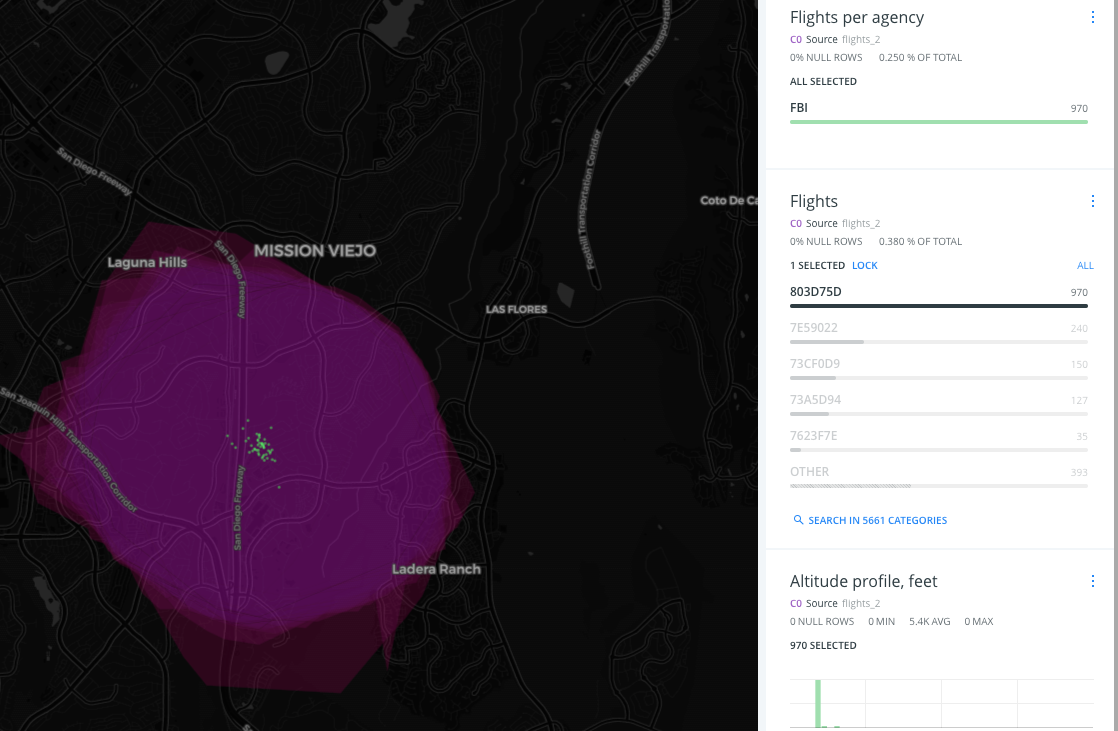 Foothill Transportation Corridor
San Diego Freeway
Coto De Ca
Foothill Transportation Corridor
MISSION VIEJO
San Diego Freeway
Laguna Hills
LAS FLORES
San Joaquin Hills Transportation Corridor
San Diego Freeway
Ladera Ranch
Flights per agency
C0 Source flights_2
0% NULL ROWS 0.250 % OF TOTAL
ALL SELECTED
FBI 970
Flights
C0 Source flights_2
0% NULL ROWS 0.380 % OF TOTAL
1 SELECTED LOCK ALL
803D75D 970
7E59022 240
73CF0D9 150
73A5D94 127
7623F7E 35
OTHER 393
SEARCH IN 5661 CATEGORIES
Altitude profile, feet
C0 Source flights_2
0 NULL ROWS 0 MIN 5.4K AVG 0 MAX
970 SELECTED